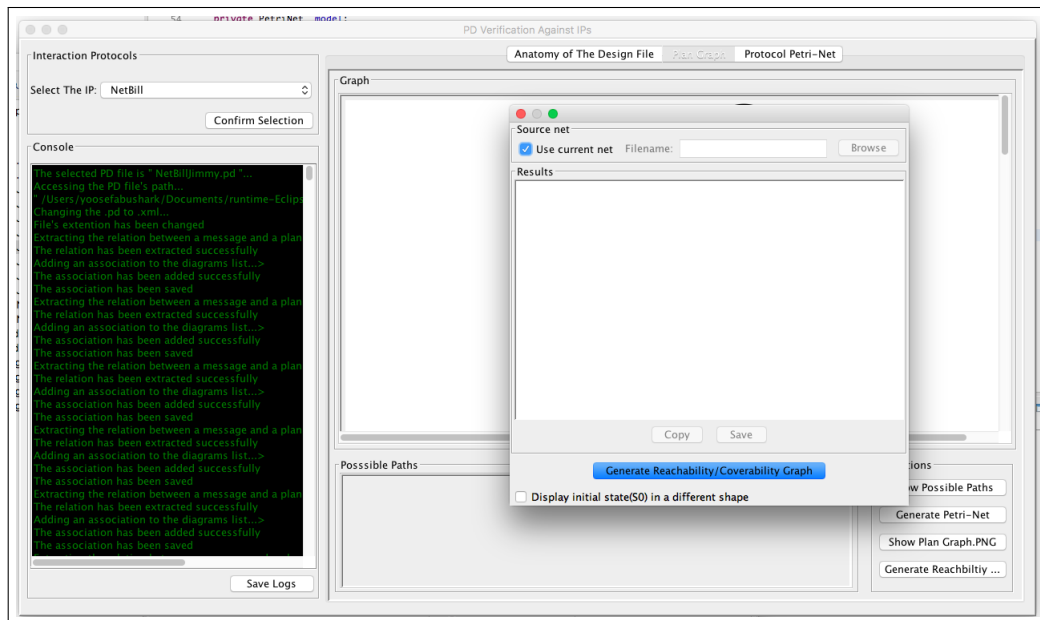 54 private PetriNet model;
PD Verification Against IPs
Interaction Protocols
Select The IP: NetBill
Confirm Selection
Console
The selected PD file is " NetBillJimmy.pd "...
Accessing the PD file's path...
" /Users/yoosefabushark/Documents/runtime-Eclips
Changing the .pd to .xml...
File's extention has been changed
Extracting the relation between a message and a plan
The relation has been extracted successfully
Adding an association to the diagrams list...>
The association has been added successfully
The association has been saved
Extracting the relation between a message and a plan
The relation has been extracted successfully
Adding an association to the diagrams list...>
The association has been added successfully
The association has been saved
Extracting the relation between a message and a plan
The relation has been extracted successfully
Adding an association to the diagrams list...>
The association has been added successfully
The association has been saved
Extracting the relation between a message and a plan
The relation has been extracted successfully
Adding an association to the diagrams list...>
The association has been added successfully
The association has been saved
Extracting the relation between a message and a plan
The relation has been extracted successfully
Adding an association to the diagrams list...>
The association has been added successfully
The association has been saved
Save Logs
Anatomy of The Design File Plan Graph Protocol Petri-Net
Graph
Source net
Use current net Filename: Browse
Results
Copy Save
Generate Reachability/Coverability Graph
Display initial state(S0) in a different shape
Posssible Paths
ions
ow Possible Paths
Generate Petri-Net
Show Plan Graph.PNG
Generate Reachbiltiy ...